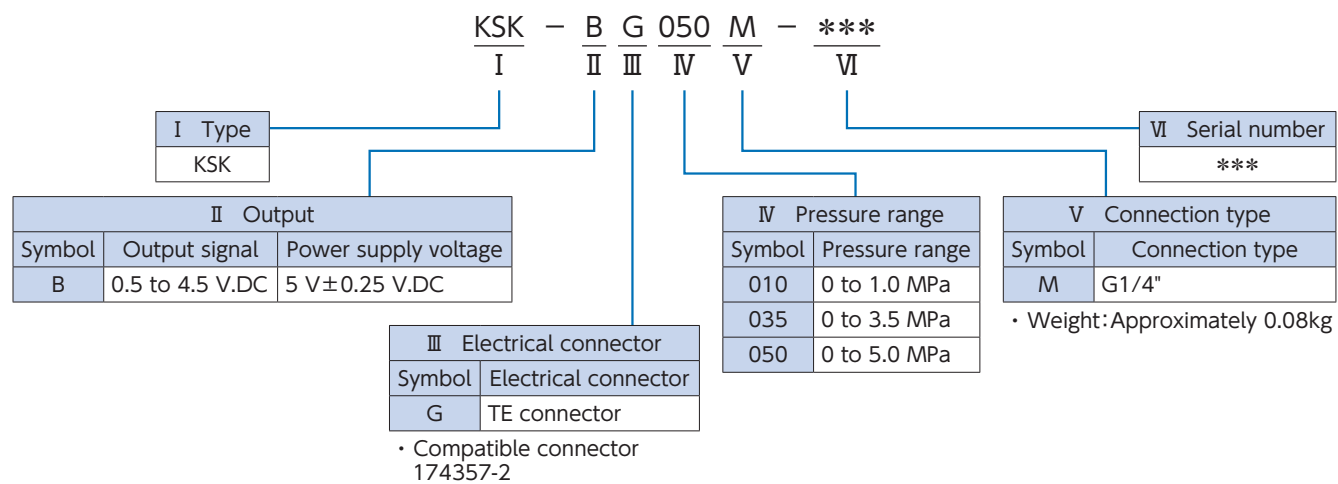 KSK － B G 050 M － ***
Ⅰ Ⅱ Ⅲ Ⅳ Ⅴ Ⅵ
Ⅰ Type
KSK
Ⅵ Serial number
***
Ⅱ Output
Symbol Output signal Power supply voltage
B 0.5 to 4.5 V.DC 5 V±0.25 V.DC
Ⅳ Pressure range
Symbol Pressure range
010 0 to 1.0 MPa
035 0 to 3.5 MPa
050 0 to 5.0 MPa
Ⅴ Connection type
Symbol Connection type
M G1/4"
・Weight：Approximately 0.08kg
Ⅲ Electrical connector
Symbol Electrical connector
G TE connector
・Compatible connector
174357-2